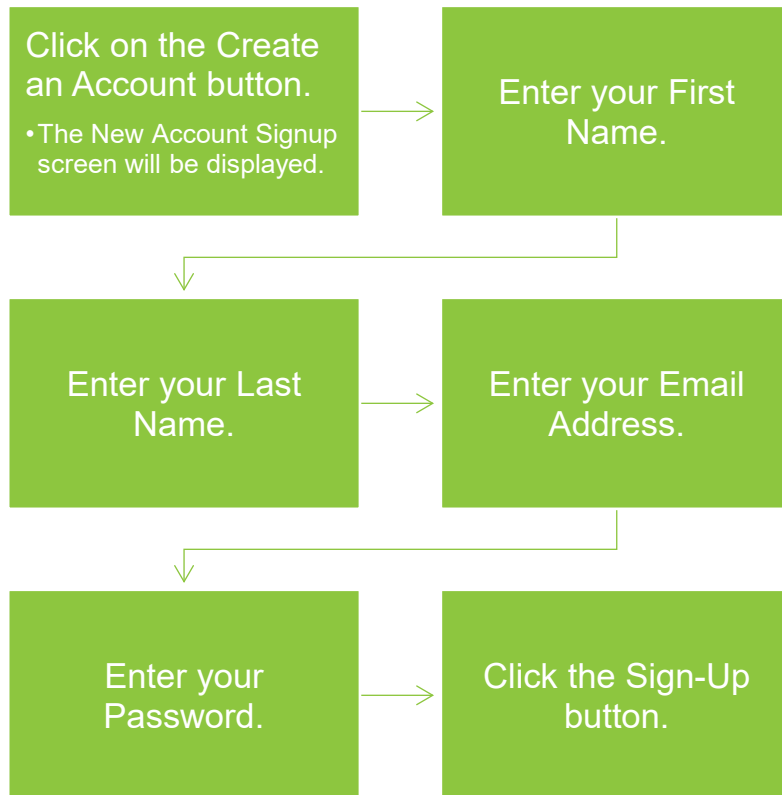 Click on the Create
an Account button.
•The New Account Signup
screen will be displayed.
Enter your First
Name.
Enter your Last
Name.
Enter your Email
Address.
Enter your
Password.
Click the Sign-Up
button.